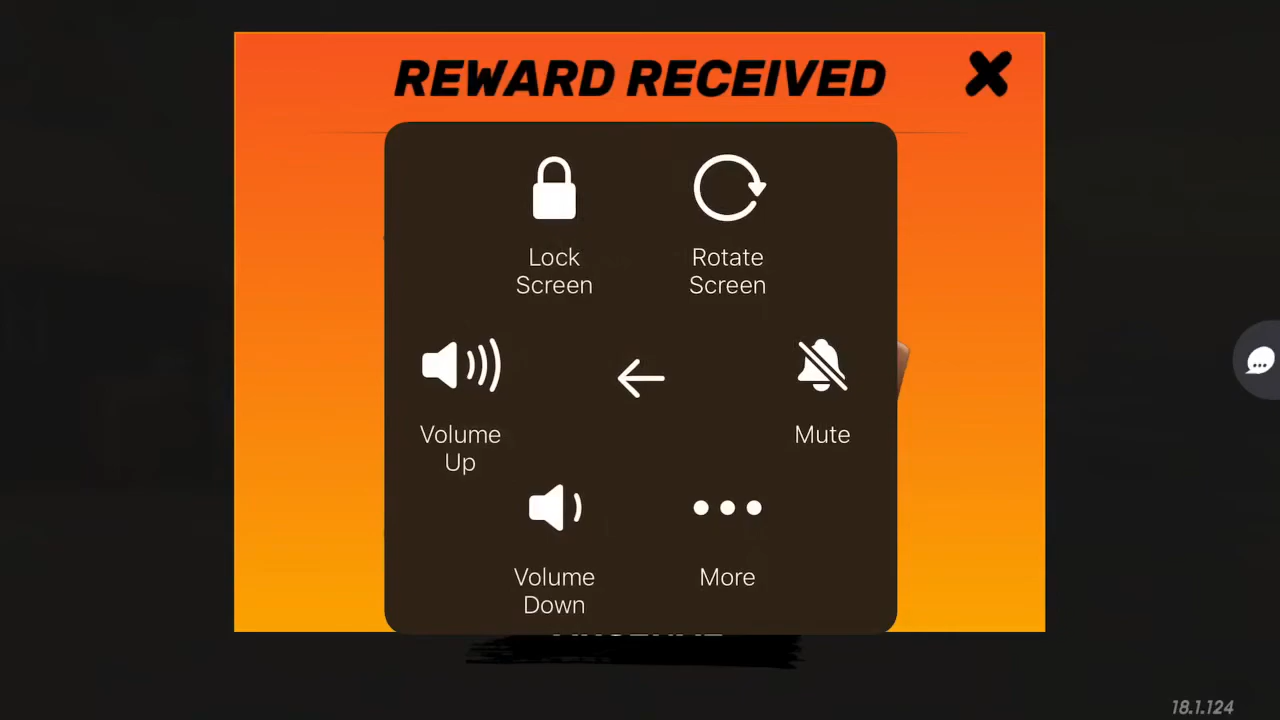 REWARD RECEIVED
Lock
Screen
Rotate
Screen
Volume
Up
Mute
Volume
Down
More
18.1.124